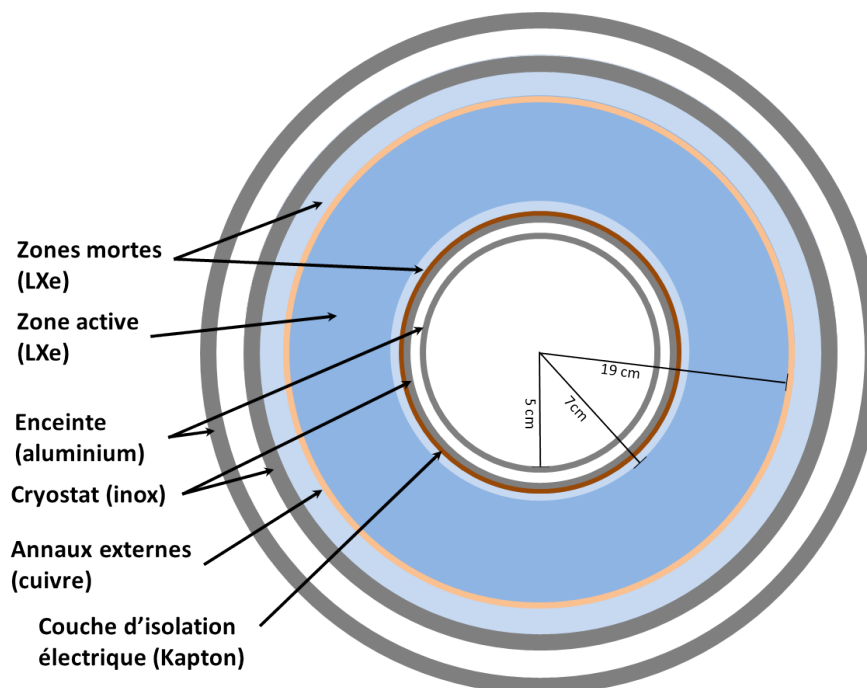 Zones mortes
(LXe)
Zone active
(LXe)
Enceinte
(aluminium)
Cryostat (inox)
Annaux externes
(cuivre)
Couche d’isolation
électrique (Kapton)
19 cm
7cm
5 cm